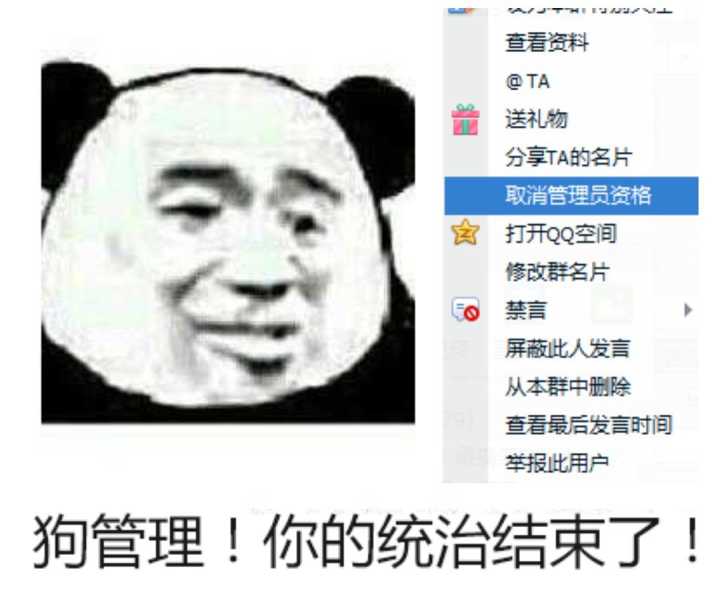 查看资料
@ TA
送礼物
分享TA的名片
取消管理员资格
打开QQ空间
修改群名片
禁言
屏蔽此人发言
从本群中删除
查看最后发言时间
举报此用户
狗管理！你的统治结束了！